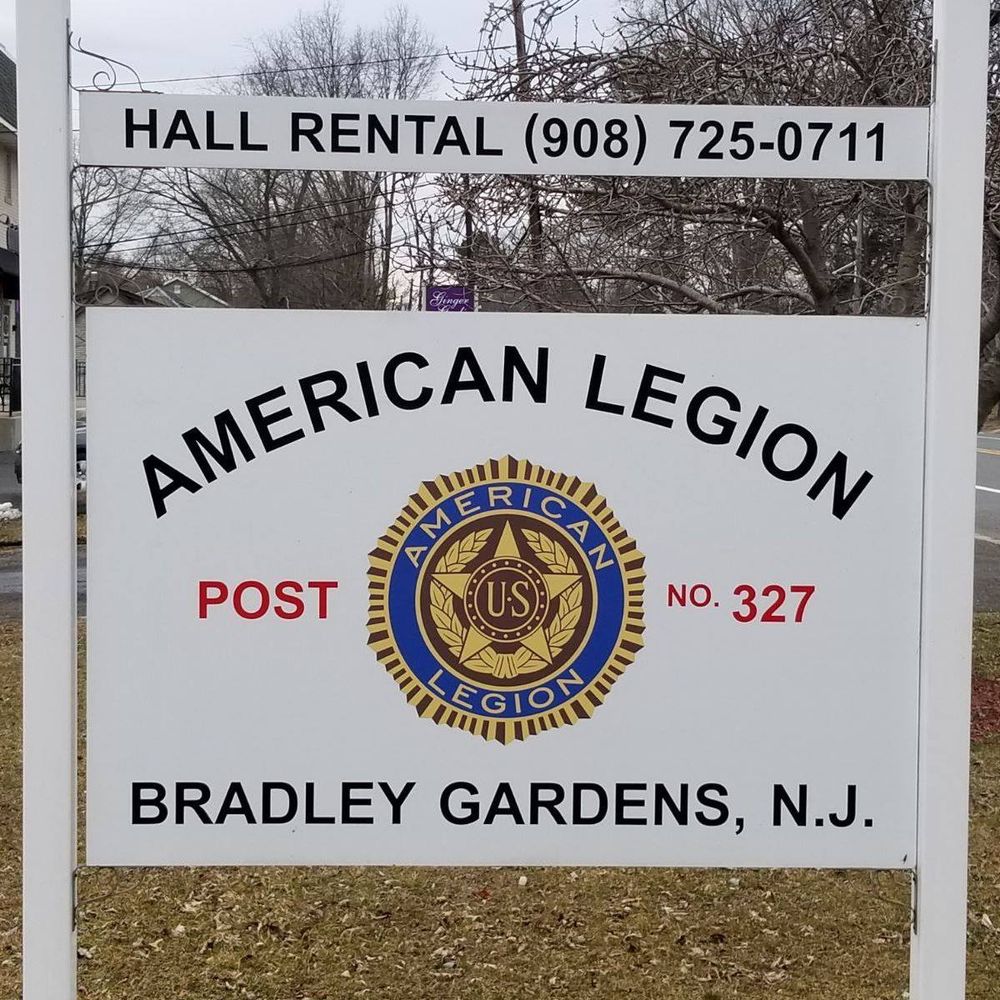 HALL RENTAL (908) 725-0711
Ginger
AMERICAN LEGION
POST
AMERICAN
U·S
LEGION
NO. 327
BRADLEY GARDENS, N.J.